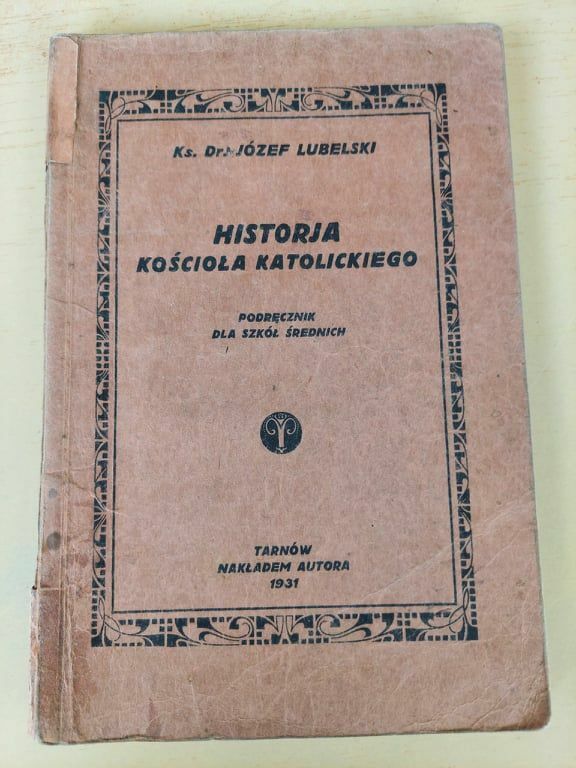 Ks. Dr. JÓZEF LUBELSKI
HISTORJA
KOŚCIOŁA KATOLICKIEGO
PODRĘCZNIK
DLA SZKÓŁ ŚREDNICH
TARNÓW
NAKŁADEM AUTORA
1931